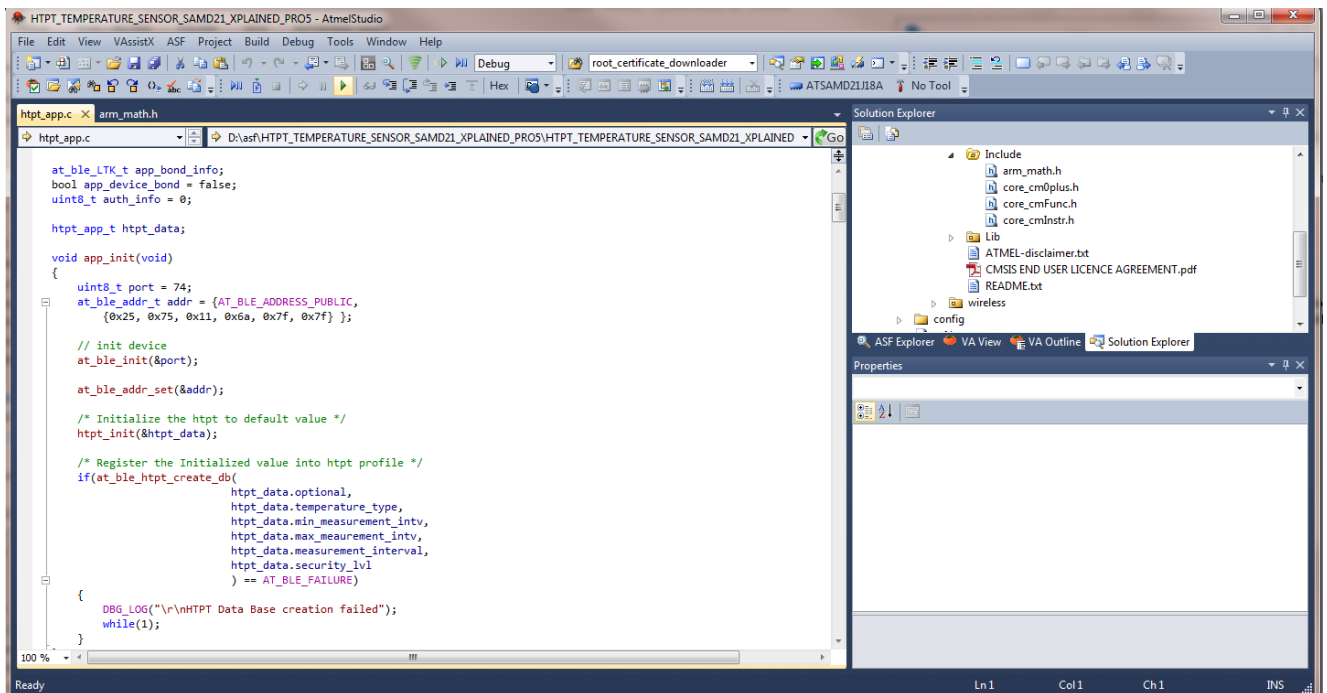 HTPT_TEMPERATURE_SENSOR_SAMD21_XPLAINED_PRO5 - AtmelStudio
File Edit View VAssistX ASF Project Build Debug Tools Window Help
Debug root_certificate_downloader
Hex ATSAMD21J18A No Tool
htpt_app.c arm_math.h
htpt_app.c D:\asf\HTPT_TEMPERATURE_SENSOR_SAMD21_XPLAINED_PRO5\HTPT_TEMPERATURE_SENSOR_SAMD21_XPLAINED Go
at_ble_LTK_t app_bond_info;
bool app_device_bond = false;
uint8_t auth_info = 0;
htpt_app_t htpt_data;
void app_init(void)
{
uint8_t port = 74;
at_ble_addr_t addr = {AT_BLE_ADDRESS_PUBLIC,
{0x25, 0x75, 0x11, 0x6a, 0x7f, 0x7f} };
// init device
at_ble_init(&port);
at_ble_addr_set(&addr);
/* Initialize the htpt to default value */
htpt_init(&htpt_data);
/* Register the Initialized value into htpt profile */
if(at_ble_htpt_create_db(
htpt_data.optional,
htpt_data.temperature_type,
htpt_data.min_measurement_intv,
htpt_data.max_meaurement_intv,
htpt_data.measurement_interval,
htpt_data.security_lvl
) == AT_BLE_FAILURE)
{
DBG_LOG("\r\nHTPT Data Base creation failed");
while(1);
}
100 %
Solution Explorer
Include
arm_math.h
core_cm0plus.h
core_cmFunc.h
core_cmInstr.h
Lib
ATMEL-disclaimer.txt
CMSIS END USER LICENCE AGREEMENT.pdf
README.txt
wireless
config
ASF Explorer VA View VA Outline Solution Explorer
Properties
Ready Ln 1 Col 1 Ch 1 INS